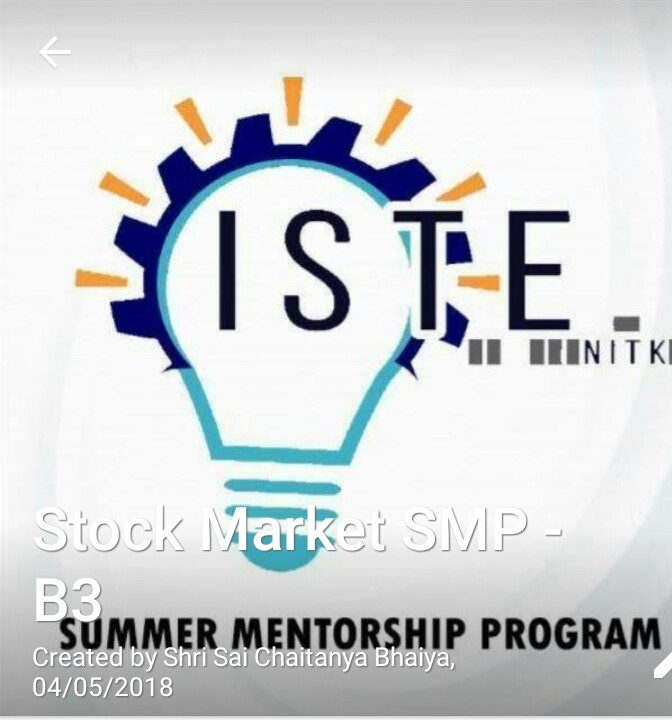 ISTE
NITK
Stock Market SMP -
B3
SUMMER MENTORSHIP PROGRAM
Created by Shri Sai Chaitanya Bhaiya,
04/05/2018